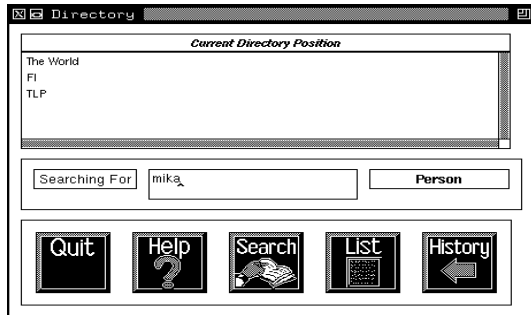 Directory
Current Directory Position
The World
FI
TLP
Searching For mika Person
Quit Help Search List History